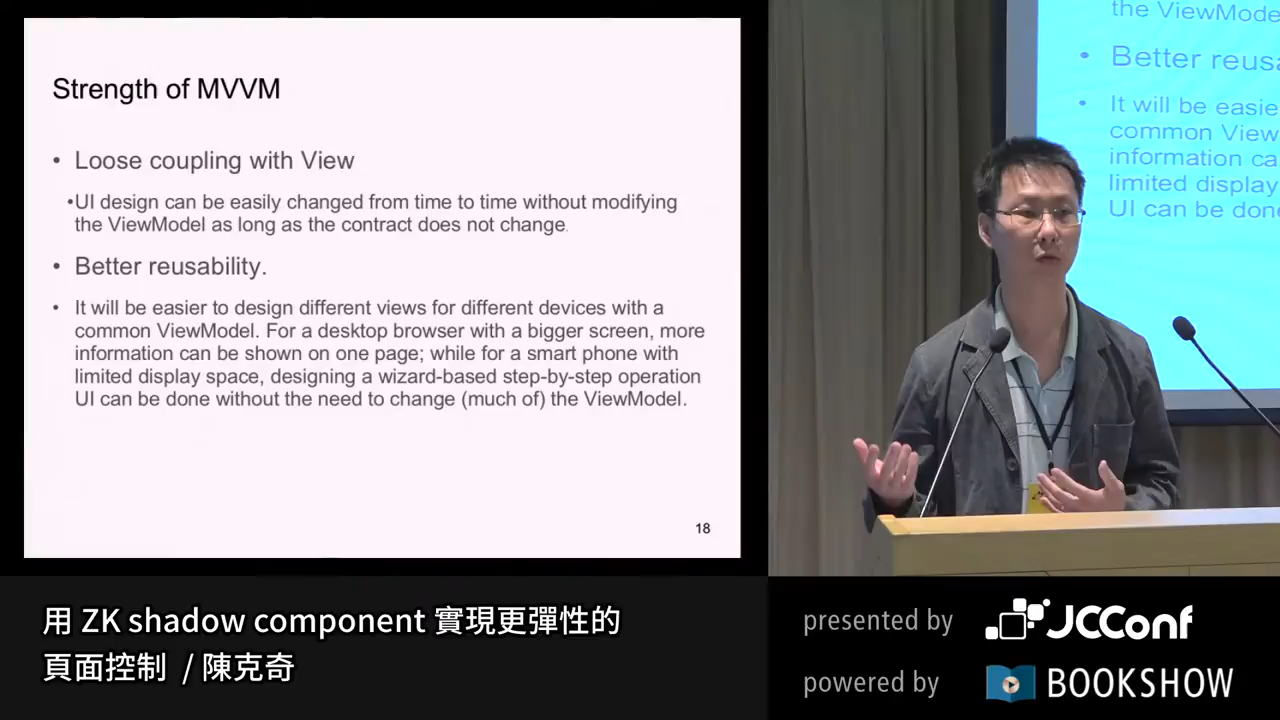 Strength of MVVM
• Loose coupling with View
•UI design can be easily changed from time to time without modifying
the ViewModel as long as the contract does not change.
• Better reusability.
• It will be easier to design different views for different devices with a
common ViewModel. For a desktop browser with a bigger screen, more
information can be shown on one page; while for a smart phone with
limited display space, designing a wizard-based step-by-step operation
UI can be done without the need to change (much of) the ViewModel.
18
the ViewModel
• Better reusa
• It will be easie
common View
information ca
limited display
UI can be done
用 ZK shadow component 實現更彈性的
頁面控制 / 陳克奇
presented by JCConf
powered by BOOKSHOW